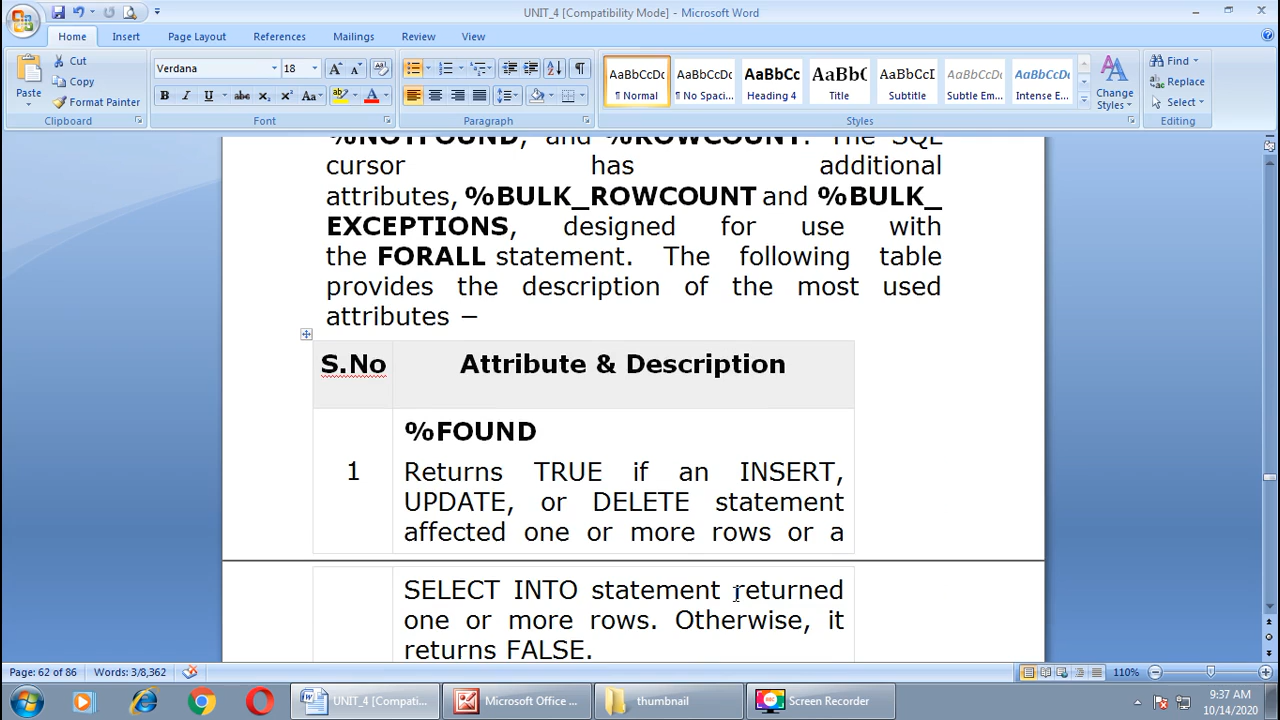 UNIT_4 [Compatibility Mode] - Microsoft Word
Home Insert Page Layout References Mailings Review View
Paste
Cut
Copy
Format Painter
Clipboard
Verdana 18
Font
Paragraph
AaBbCcDc AaBbCcDc AaBbCc AaBb( AaBbCcI AaBbCcDc AaBbCcDc
¶ Normal ¶ No Spaci... Heading 4 Title Subtitle Subtle Em... Intense E...
Change Styles
Styles
Find
Replace
Select
Editing
%NOTFOUND, and %ROWCOUNT. The SQL
cursor has additional
attributes, %BULK_ROWCOUNT and %BULK_
EXCEPTIONS, designed for use with
the FORALL statement. The following table
provides the description of the most used
attributes −
S.No Attribute & Description
%FOUND
1
Returns TRUE if an INSERT,
UPDATE, or DELETE statement
affected one or more rows or a
SELECT INTO statement returned
one or more rows. Otherwise, it
returns FALSE.
Page: 62 of 86 Words: 3/8,362 110%
UNIT_4 [Compati... Microsoft Office ... thumbnail Screen Recorder
9:37 AM
10/14/2020